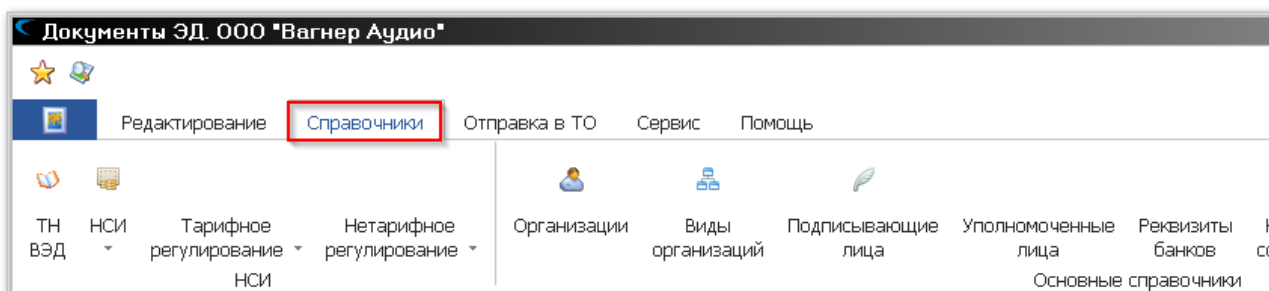 Документы ЭД. ООО "Вагнер Аудио"
Редактирование Справочники Отправка в ТО Сервис Помощь
ТН НСИ Тарифное Нетарифное Организации Виды Подписывающие Уполномоченные Реквизиты
ВЭД регулирование регулирование организаций лица лица банков
НСИ Основные справочники